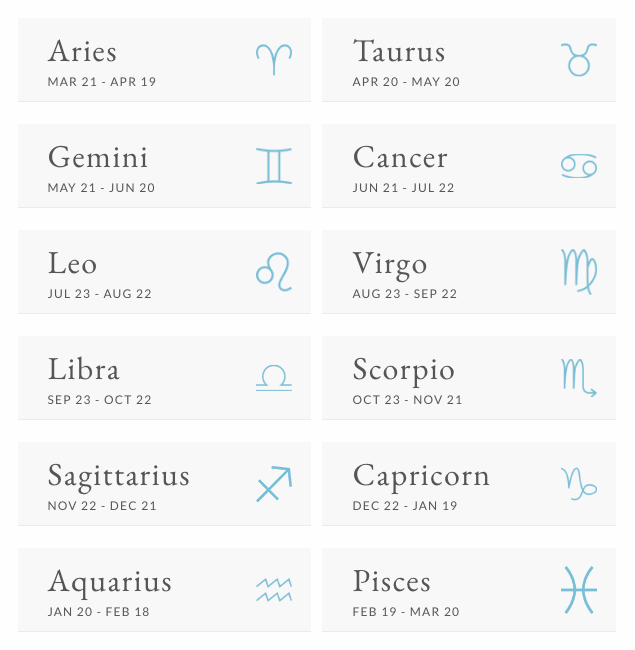 Aries
MAR 21 - APR 19
Taurus
APR 20 - MAY 20
Gemini
MAY 21 - JUN 20
Cancer
JUN 21 - JUL 22
Leo
JUL 23 - AUG 22
Virgo
AUG 23 - SEP 22
Libra
SEP 23 - OCT 22
Scorpio
OCT 23 - NOV 21
Sagittarius
NOV 22 - DEC 21
Capricorn
DEC 22 - JAN 19
Aquarius
JAN 20 - FEB 18
Pisces
FEB 19 - MAR 20